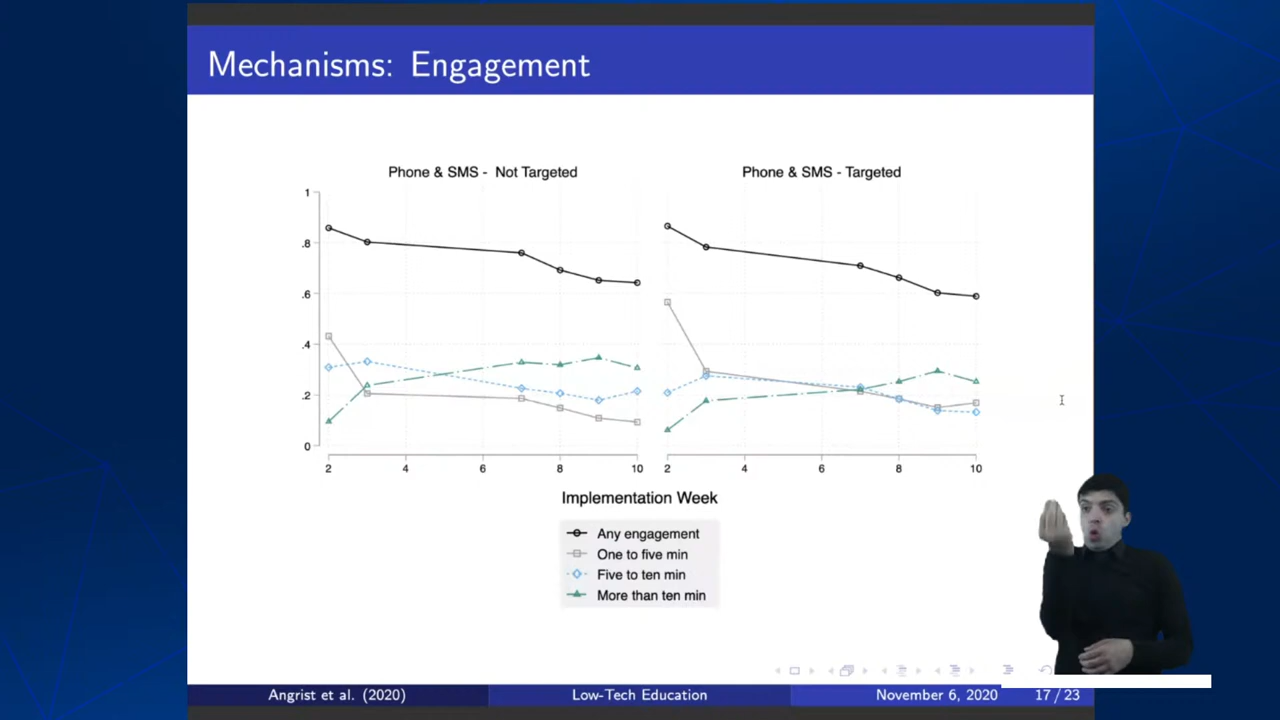 Mechanisms: Engagement
Phone & SMS - Not Targeted
Phone & SMS - Targeted
1
.8
.6
.4
.2
0
2 4 6 8 10
2 4 6 8 10
Implementation Week
Any engagement
One to five min
Five to ten min
More than ten min
Angrist et al. (2020)
Low-Tech Education
November 6, 2020
17 / 23